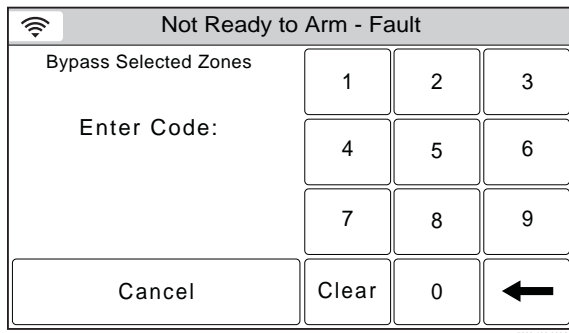 Not Ready to Arm - Fault
Bypass Selected Zones
Enter Code:
1 2 3
4 5 6
7 8 9
Cancel Clear 0